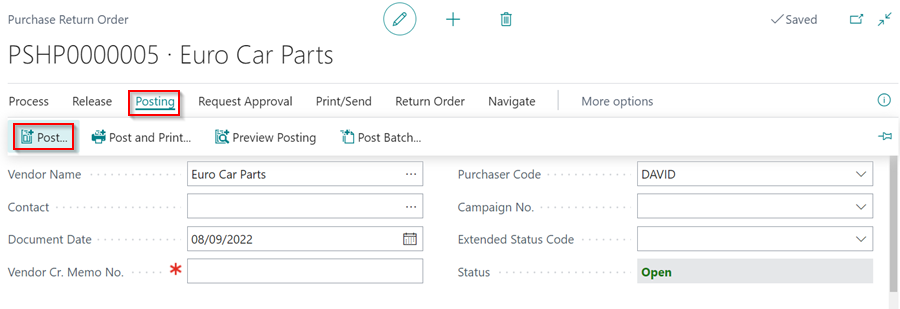 Purchase Return Order
Saved
PSHP0000005 · Euro Car Parts
Process Release Posting Request Approval Print/Send Return Order Navigate More options
Post... Post and Print... Preview Posting Post Batch...
Vendor Name Euro Car Parts Purchaser Code DAVID
Contact Campaign No.
Document Date 08/09/2022 Extended Status Code
Vendor Cr. Memo No. * Status Open